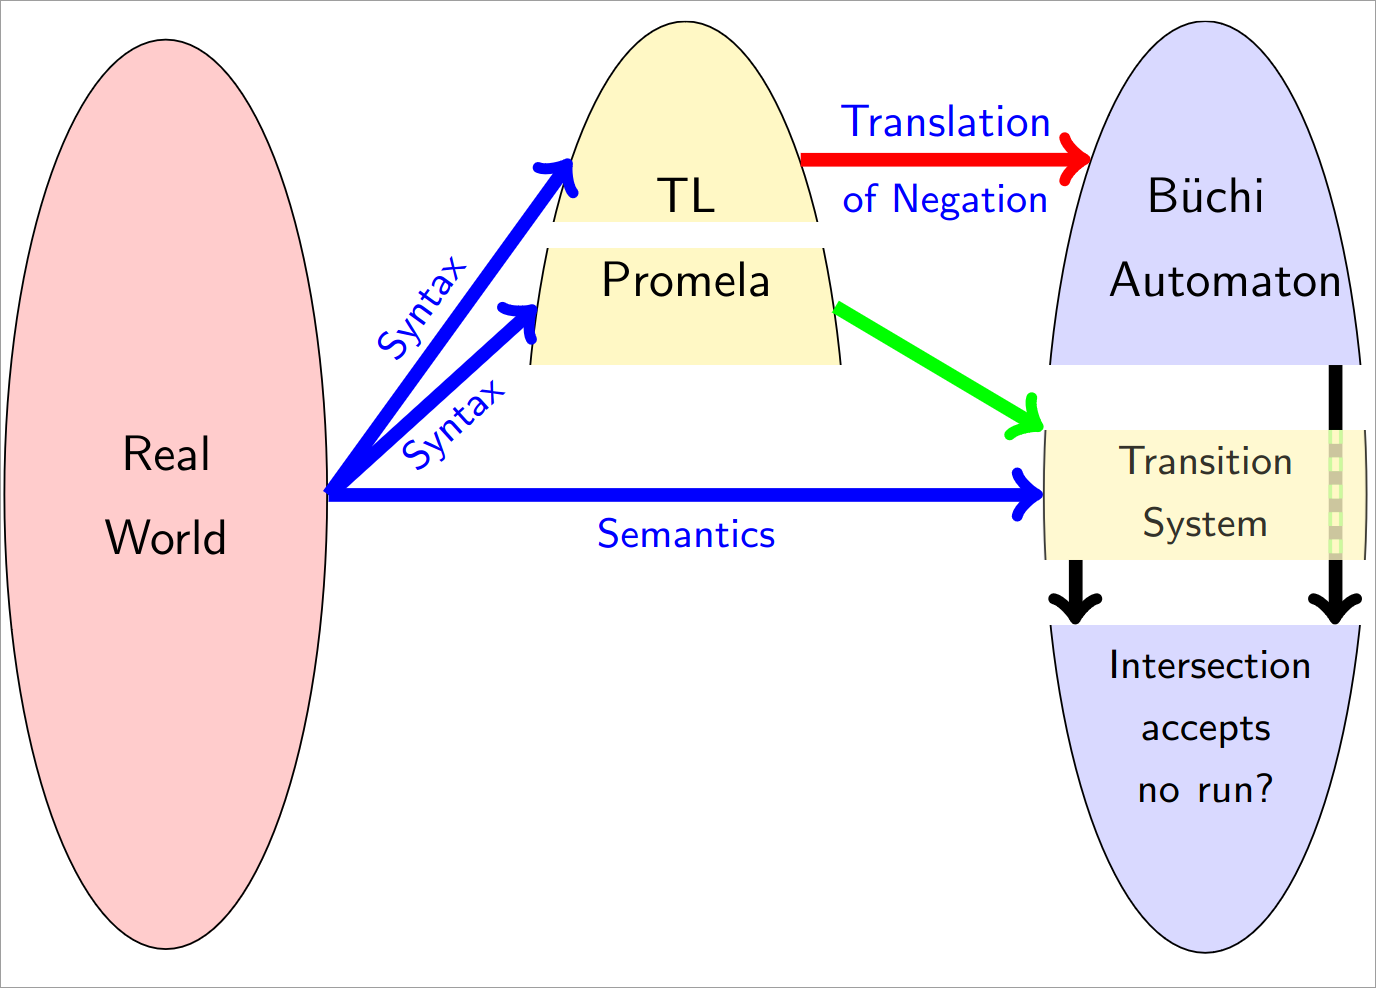 Real
World
Syntax
Syntax
Semantics
TL
Promela
Translation
of Negation
Büchi
Automaton
Transition
System
Intersection
accepts
no run?